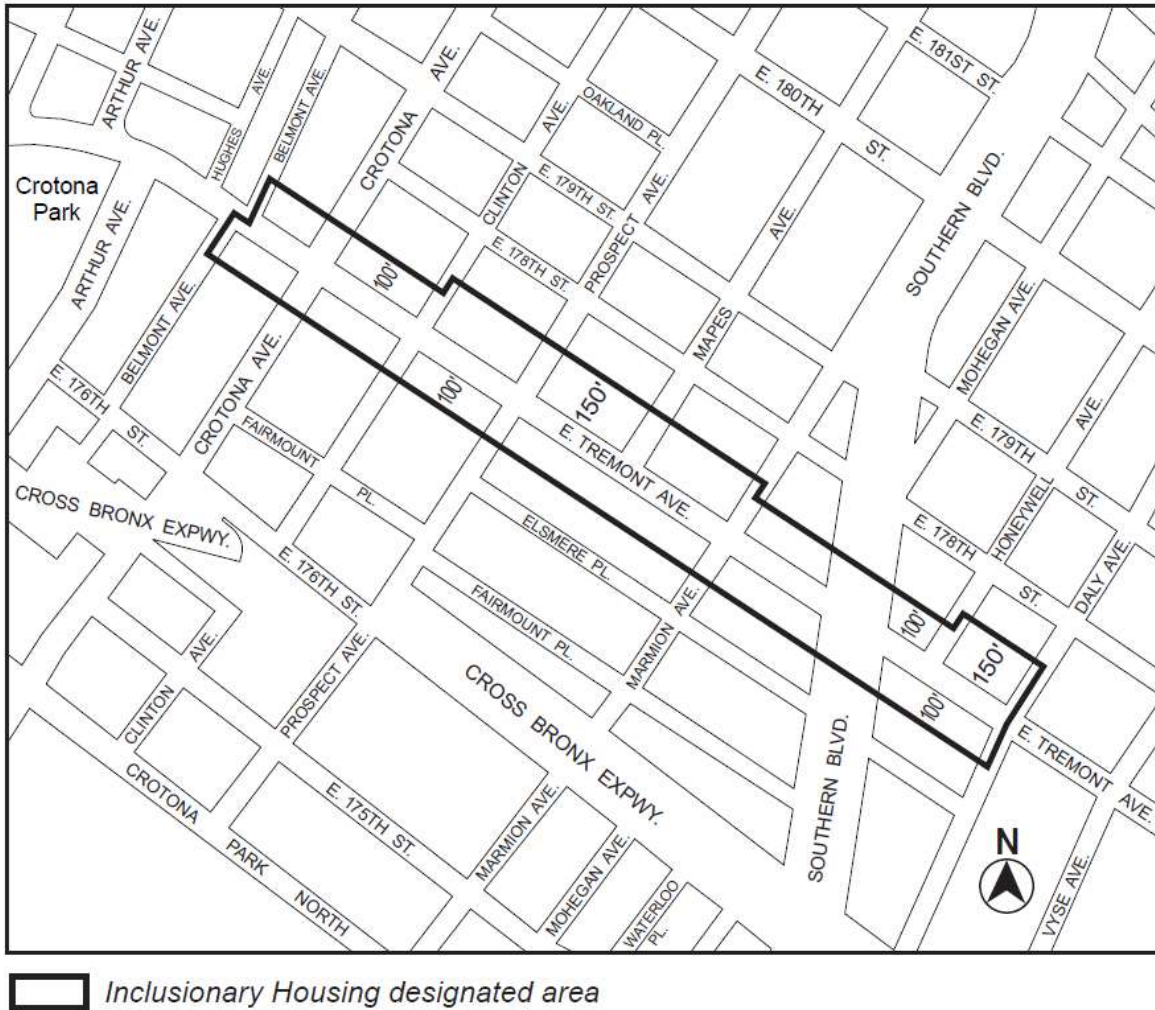 ARTHUR AVE.
HUGHES AVE.
BELMONT AVE.
CROTONA AVE.
CLINTON AVE.
OAKLAND PL.
E. 180TH ST.
E. 181ST ST.
SOUTHERN BLVD.
Crotona
Park
ARTHUR AVE.
E. 179TH ST.
PROSPECT AVE.
MAPES AVE.
E. 178TH ST.
100'
BELMONT AVE.
CROTONA AVE.
E. 176TH ST.
100'
150'
E. TREMONT AVE.
MOHEGAN AVE.
E. 179TH ST.
HONEYWELL AVE.
E. 178TH ST.
DALY AVE.
FAIRMOUNT PL.
CROSS BRONX EXPWY.
E. 176TH ST.
ELSMERE PL.
FAIRMOUNT PL.
MARMION AVE.
100'
150'
100'
E. TREMONT AVE.
CLINTON AVE.
PROSPECT AVE.
CROSS BRONX EXPWY.
SOUTHERN BLVD.
CROTONA PARK NORTH
E. 175TH ST.
MARMION AVE.
MOHEGAN AVE.
WATERLOO PL.
N
VYSE AVE.
Inclusionary Housing designated area